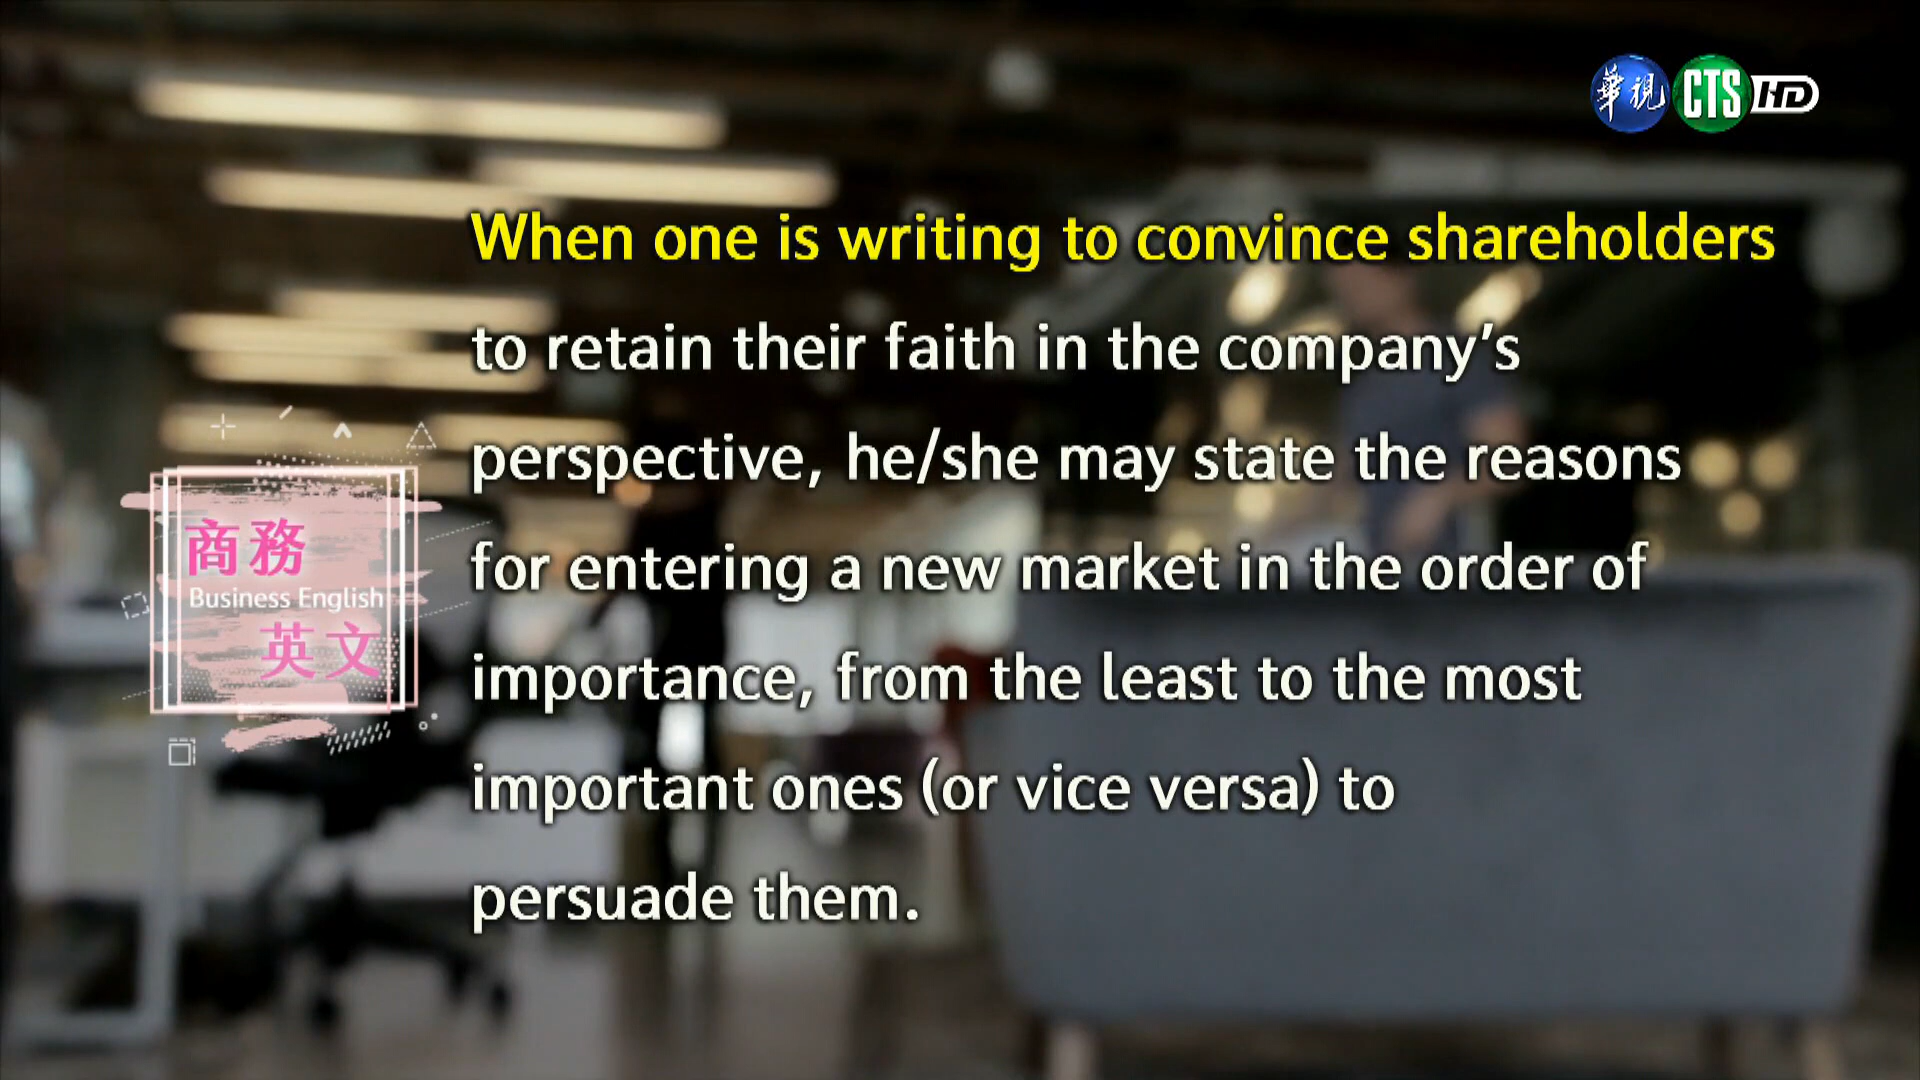 華視 CTS HD
When one is writing to convince shareholders
to retain their faith in the company's
perspective, he/she may state the reasons
for entering a new market in the order of
importance, from the least to the most
important ones (or vice versa) to
persuade them.
商務
Business English
英文